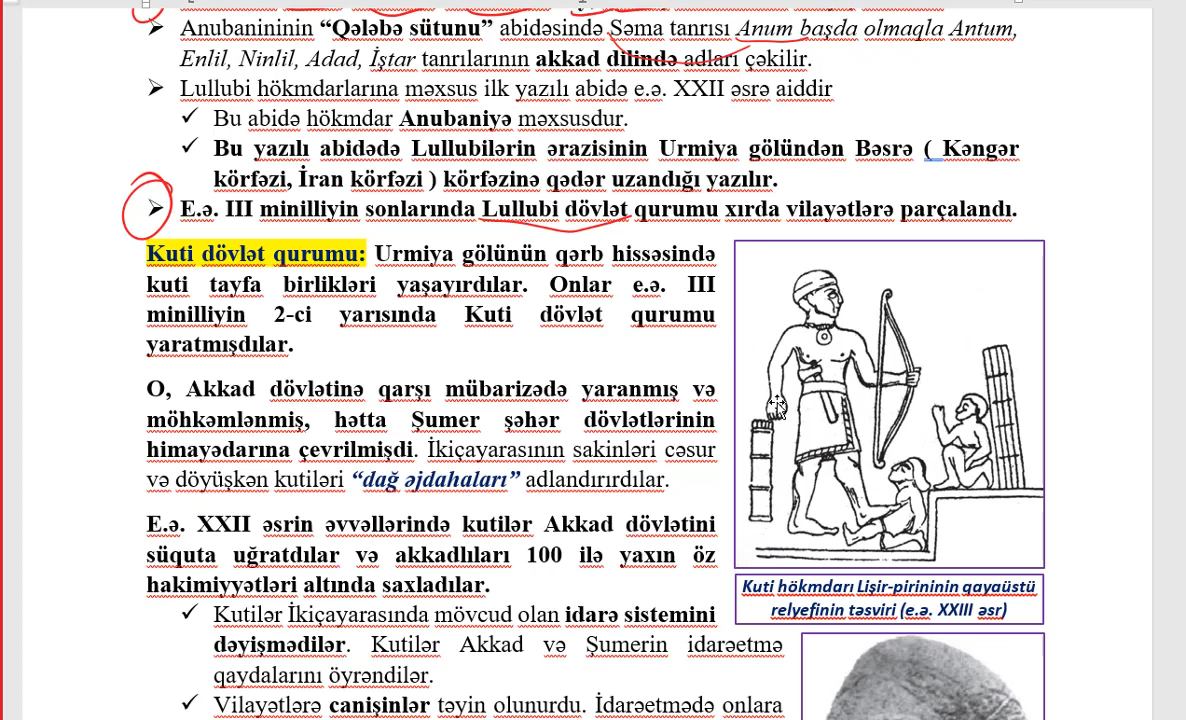 Anubanininin “Qələbə sütunu” abidəsində Səma tanrısı Anum başda olmaqla Antum,
Enlil, Ninlil, Adad, İştar tanrılarının akkad dilində adları çəkilir.
Lullubi hökmdarlarına məxsus ilk yazılı abidə e.ə. XXII əsrə aiddir
Bu abidə hökmdar Anubaniyə məxsusdur.
Bu yazılı abidədə Lullubilərin ərazisinin Urmiya gölündən Bəsrə ( Kəngər
körfəzi, İran körfəzi ) körfəzinə qədər uzandığı yazılır.
E.ə. III minilliyin sonlarında Lullubi dövlət qurumu xırda vilayətlərə parçalandı.
Kuti dövlət qurumu: Urmiya gölünün qərb hissəsində
kuti tayfa birlikləri yaşayırdılar. Onlar e.ə. III
minilliyin 2-ci yarısında Kuti dövlət qurumu
yaratmışdılar.
O, Akkad dövlətinə qarşı mübarizədə yaranmış və
möhkəmlənmiş, hətta Şumer şəhər dövlətlərinin
himayədarına çevrilmişdi. İkiçayarasının sakinləri cəsur
və döyüşkən kutiləri “dağ əjdahaları” adlandırırdılar.
E.ə. XXII əsrin əvvəllərində kutilər Akkad dövlətini
süquta uğratdılar və akkadlıları 100 ilə yaxın öz
hakimiyyətləri altında saxladılar.
Kutilər İkiçayarasında mövcud olan idarə sistemini
dəyişmədilər. Kutilər Akkad və Şumerin idarəetmə
qaydalarını öyrəndilər.
Vilayətlərə canişinlər təyin olunurdu. İdarəetmədə onlara
Kuti hökmdarı Lişir-pirininin qayaüstü
relyefinin təsviri (e.ə. XXIII əsr)